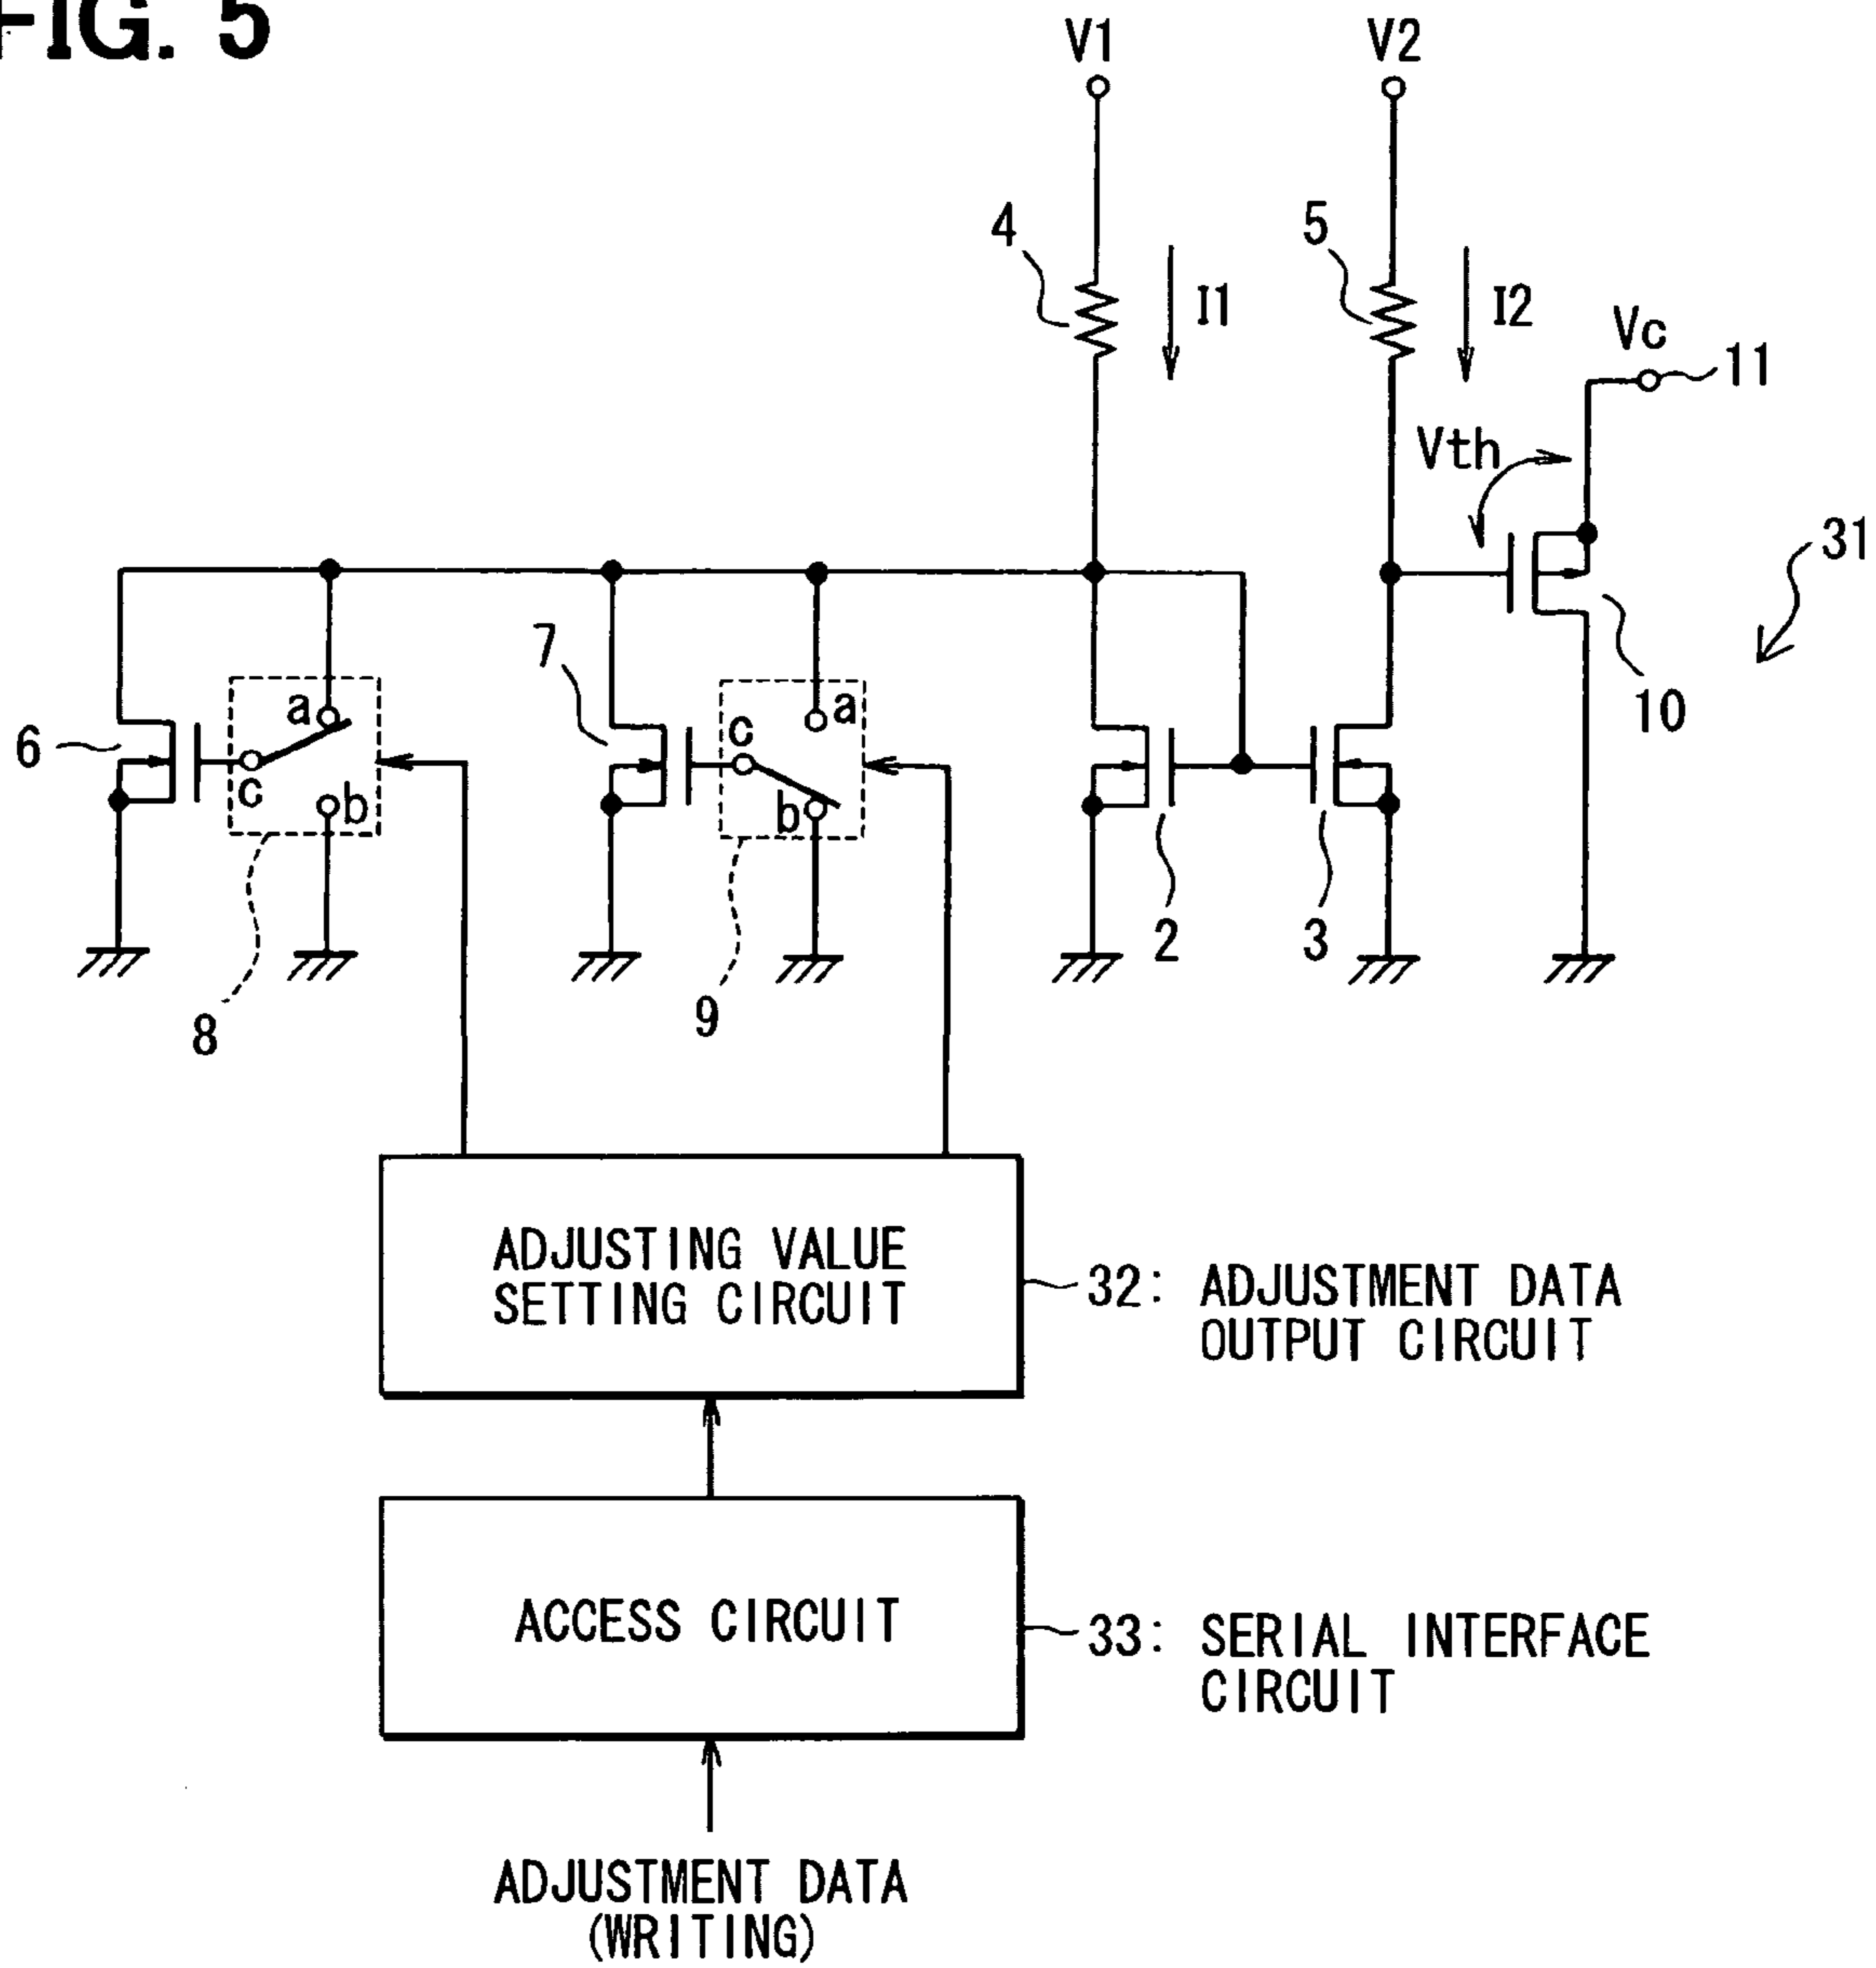 FIG. 5
V1
V2
4
I1
5
I2
Vc
11
Vth
31
10
7
a
a
6
c
c
b
b
2
3
8
9
ADJUSTING VALUE
SETTING CIRCUIT
32: ADJUSTMENT DATA
OUTPUT CIRCUIT
ACCESS CIRCUIT
33: SERIAL INTERFACE
CIRCUIT
ADJUSTMENT DATA
(WRITING)